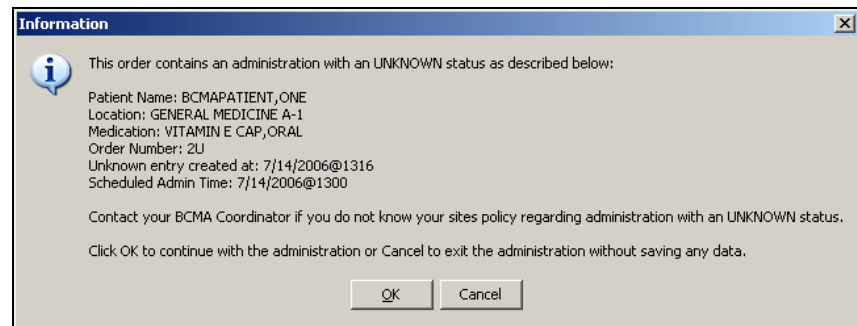 Information
This order contains an administration with an UNKNOWN status as described below:
Patient Name: BCMAPATIENT,ONE
Location: GENERAL MEDICINE A-1
Medication: VITAMIN E CAP,ORAL
Order Number: 2U
Unknown entry created at: 7/14/2006@1316
Scheduled Admin Time: 7/14/2006@1300
Contact your BCMA Coordinator if you do not know your sites policy regarding administration with an UNKNOWN status.
Click OK to continue with the administration or Cancel to exit the administration without saving any data.
OK Cancel